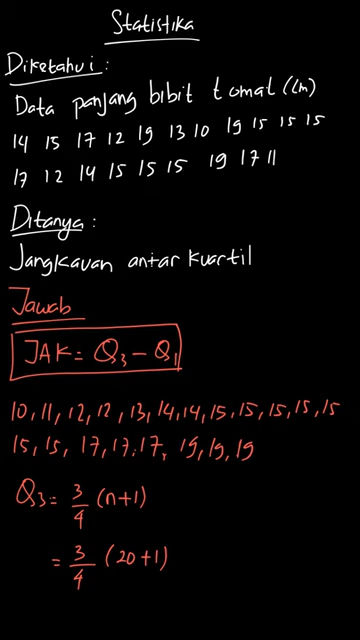 Statistika
Diketahui:
Data panjang bibit tomat (cm)
14 15 17 12 19 13 10 19 15 15 15
17 12 14 15 15 15 19 17 11
Ditanya:
Jangkauan antar kuartil
Jawab
JAK = Q3 - Q1
10, 11, 12, 12, 13, 14, 14, 15, 15, 15, 15, 15
15, 15, 17, 17, 17, 19, 19, 19
Q3 = 3/4 (n+1)
= 3/4 (20+1)